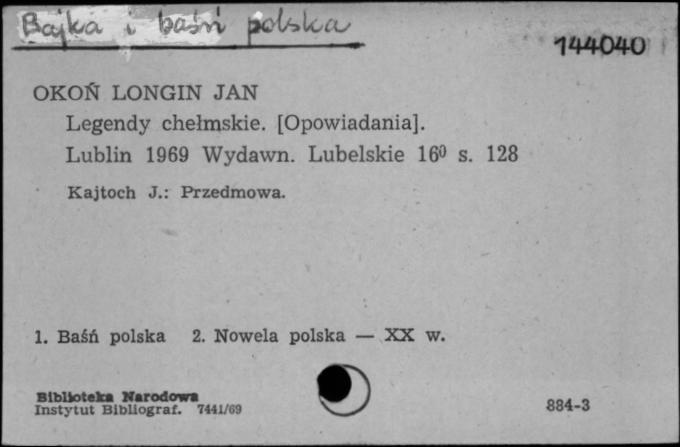 Bajka i baśń polska
144040
OKOŃ LONGIN JAN
Legendy chełmskie. [Opowiadania].
Lublin 1969 Wydawn. Lubelskie 16⁰ s. 128
Kajtoch J.: Przedmowa.
1. Baśń polska 2. Nowela polska — XX w.
Biblioteka Narodowa
Instytut Bibliograf. 7441/69
884-3